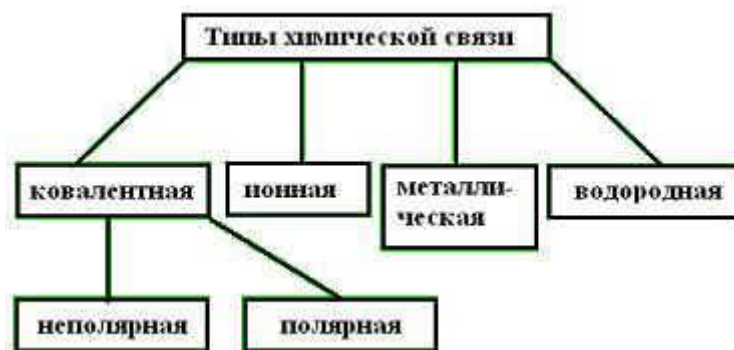 Типы химической связи
ковалентная
ионная
металли-
ческая
водородная
неполярная
полярная